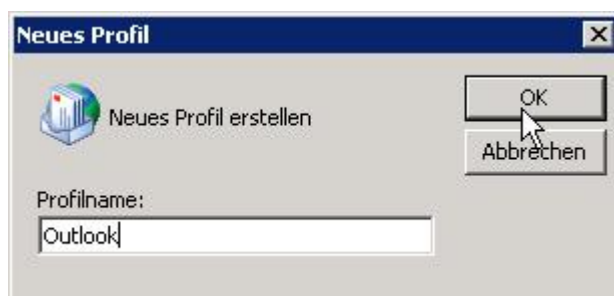 Neues Profil
Neues Profil erstellen
OK
Abbrechen
Profilname:
Outlook